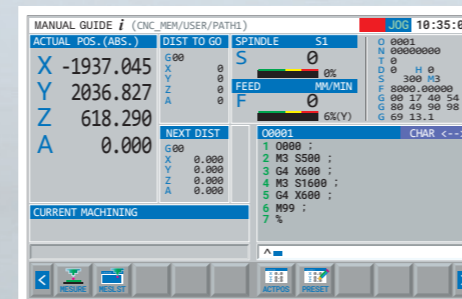 MANUAL GUIDE i (CNC_MEM/USER/PATH1) JOG 10:35:0
ACTUAL POS.(ABS.) DIST TO GO SPINDLE S1
X -1937.045
Y 2036.827
Z 618.290
A 0.000
G00
X 0
Y 0
Z 0
A 0
S 0
0%
FEED MM/MIN
F 0
6%(Y)
O 0001
N 00000000
T 0
D 0 H 0
S 300 M3
F 8000.00000
G 00 17 40 54
G 80 49 90 98
G 69 13.1
NEXT DIST
G00
X 0.000
Y 0.000
Z 0.000
A 0.000
O0001 CHAR <--
1 O000 ;
2 M3 S500 ;
3 G4 X600 ;
4 M3 S1600 ;
5 G4 X600 ;
6 M99 ;
7 %
CURRENT MACHINING
^
< MESURE MESLST ACTPOS PRESET